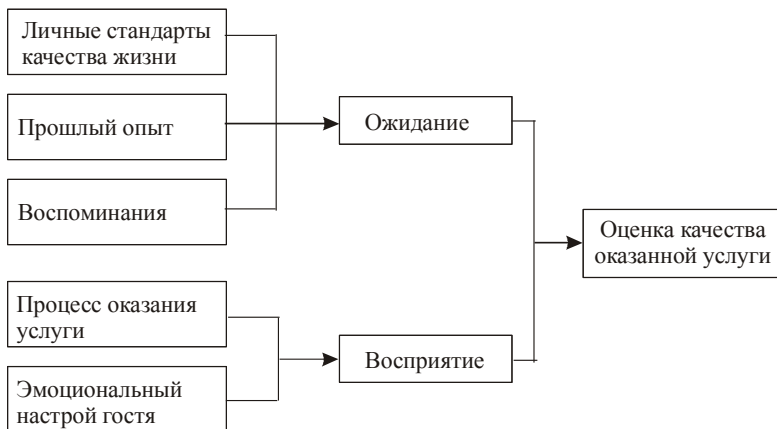 Личные стандарты
качества жизни
Прошлый опыт
Воспоминания
Процесс оказания
услуги
Эмоциональный
настрой гостя
Ожидание
Восприятие
Оценка качества
оказанной услуги